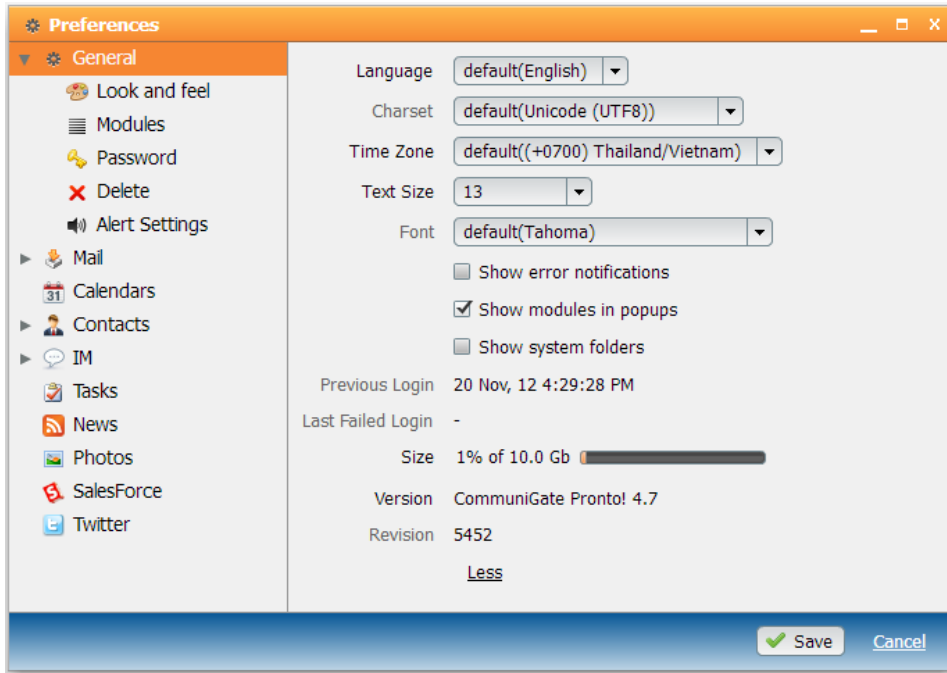 Preferences
General
Look and feel
Modules
Password
Delete
Alert Settings
Mail
31 Calendars
Contacts
IM
Tasks
News
Photos
SalesForce
Twitter
Language default(English)
Charset default(Unicode (UTF8))
Time Zone default((+0700) Thailand/Vietnam)
Text Size 13
Font default(Tahoma)
Show error notifications
Show modules in popups
Show system folders
Previous Login 20 Nov, 12 4:29:28 PM
Last Failed Login -
Size 1% of 10.0 Gb
Version CommuniGate Pronto! 4.7
Revision 5452
Less
Save Cancel